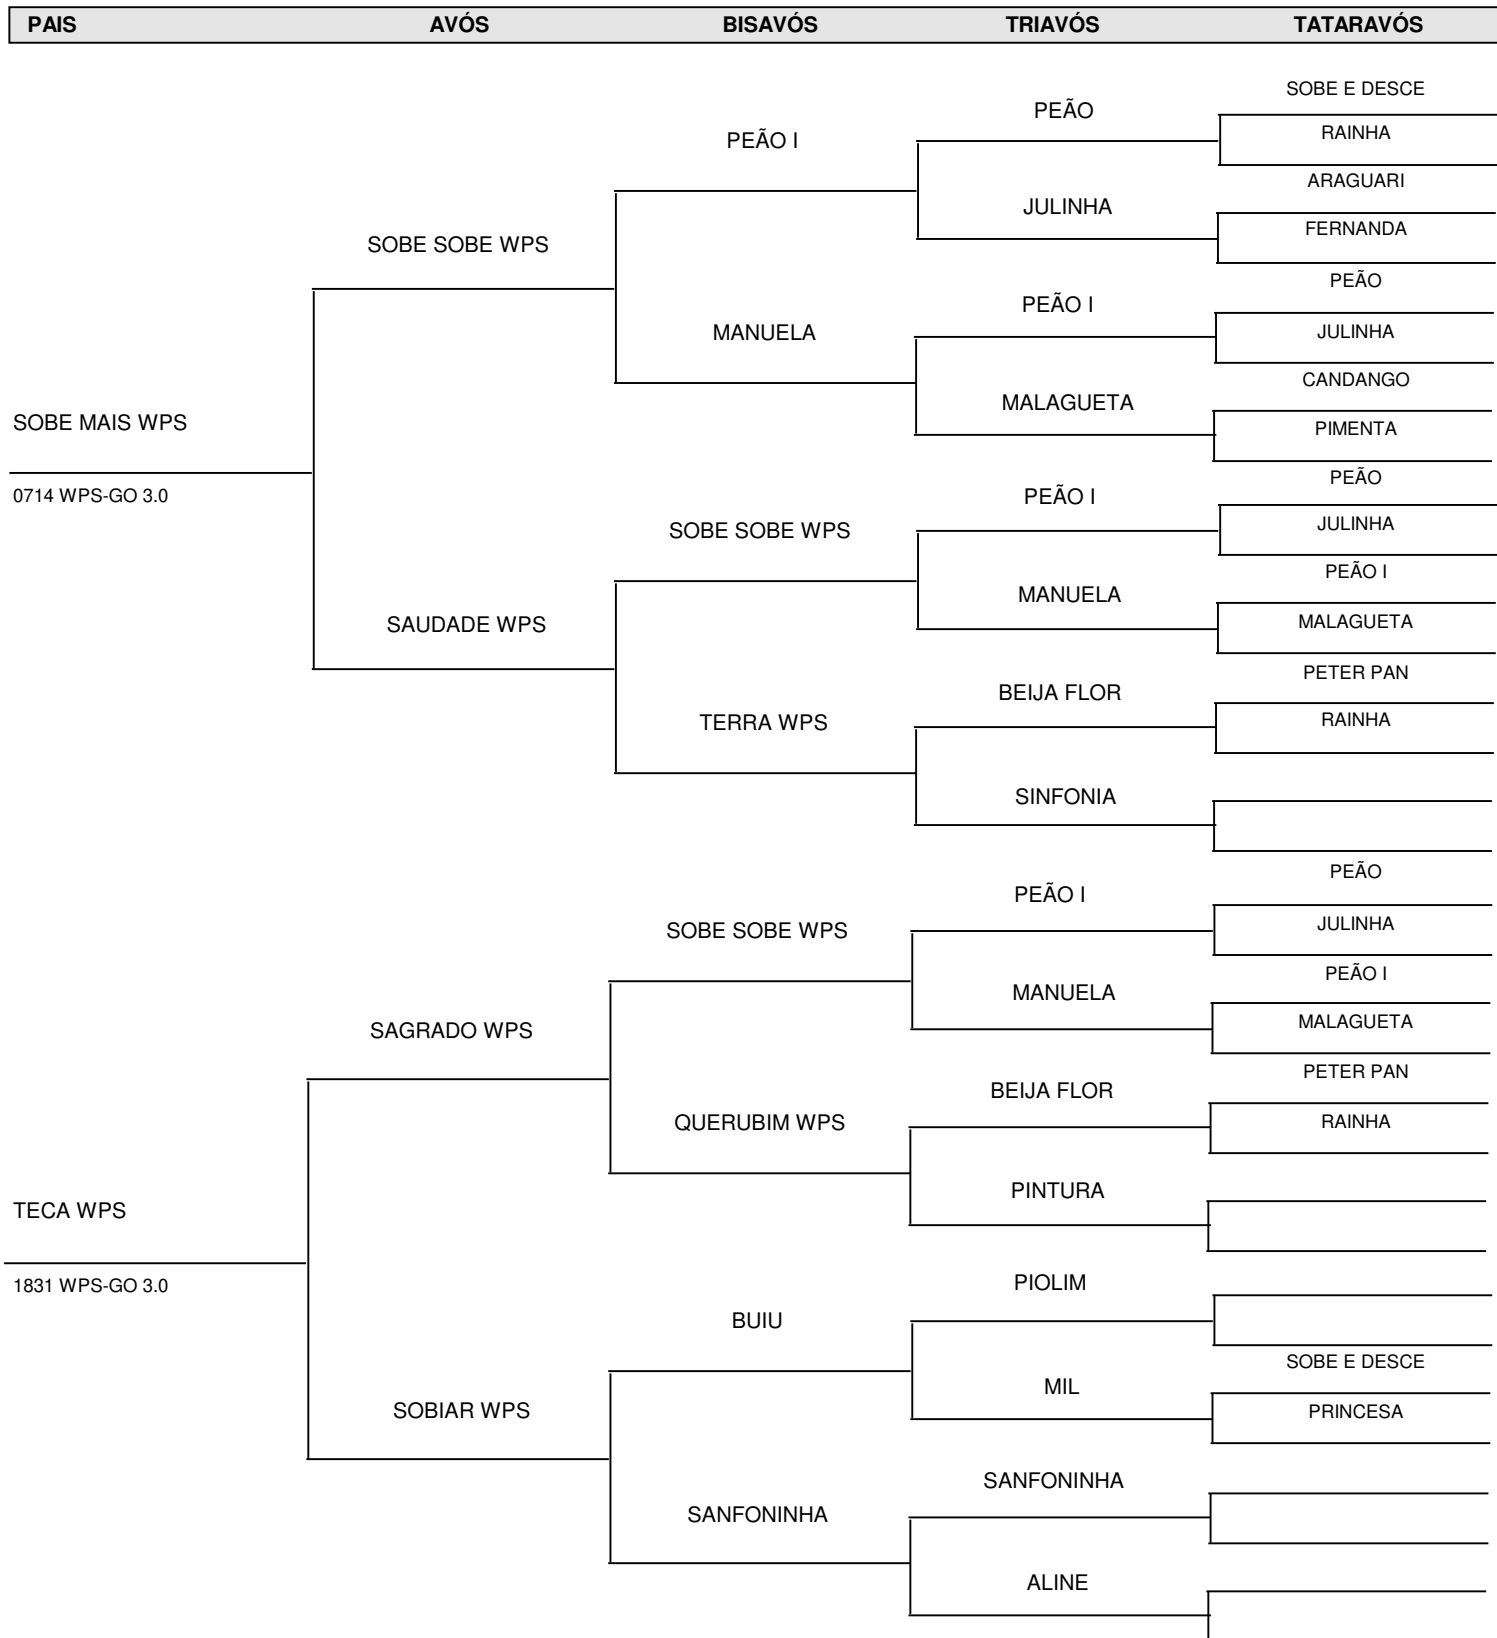 PAIS AVÓS BISAVÓS TRIAVÓS TATARAVÓS
SOBE E DESCE
PEÃO
RAINHA
PEÃO I
ARAGUARI
JULINHA
FERNANDA
SOBE SOBE WPS
PEÃO
PEÃO I
JULINHA
MANUELA
CANDANGO
MALAGUETA
SOBE MAIS WPS
PIMENTA
PEÃO
0714 WPS-GO 3.0
PEÃO I
JULINHA
SOBE SOBE WPS
PEÃO I
MANUELA
MALAGUETA
SAUDADE WPS
PETER PAN
BEIJA FLOR
RAINHA
TERRA WPS
SINFONIA
PEÃO
PEÃO I
JULINHA
SOBE SOBE WPS
PEÃO I
MANUELA
MALAGUETA
SAGRADO WPS
PETER PAN
BEIJA FLOR
RAINHA
QUERUBIM WPS
PINTURA
TECA WPS
1831 WPS-GO 3.0
PIOLIM
BUIU
SOBE E DESCE
MIL
SOBIAR WPS
PRINCESA
SANFONINHA
SANFONINHA
ALINE